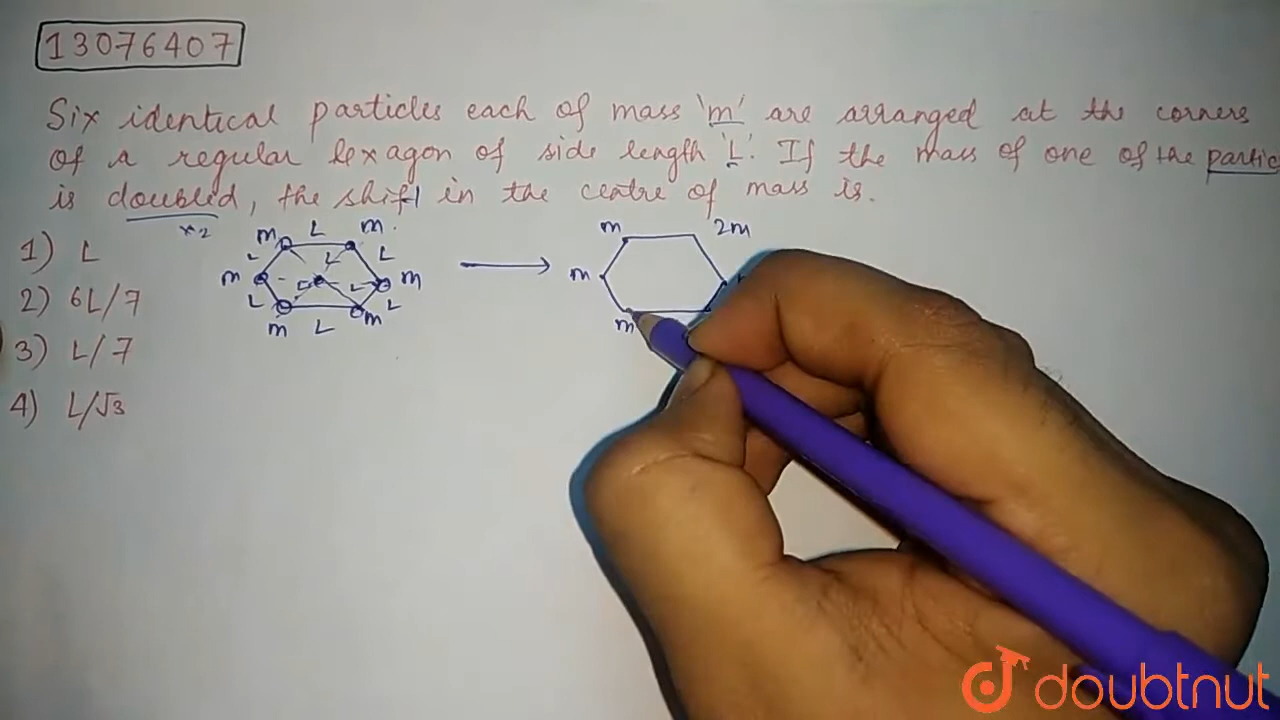 13076407
Six identical particles each of mass 'm' are arranged at the corners
of a regular hexagon of side length 'L'. If the mass of one of the partic
is doubled, the shift in the centre of mass is.
×2
1) L
2) 6L/7
3) L/7
4) L/√3
m L m.
L L L
m L L m
L L
m L m
m 2m
m
m
doubtnut